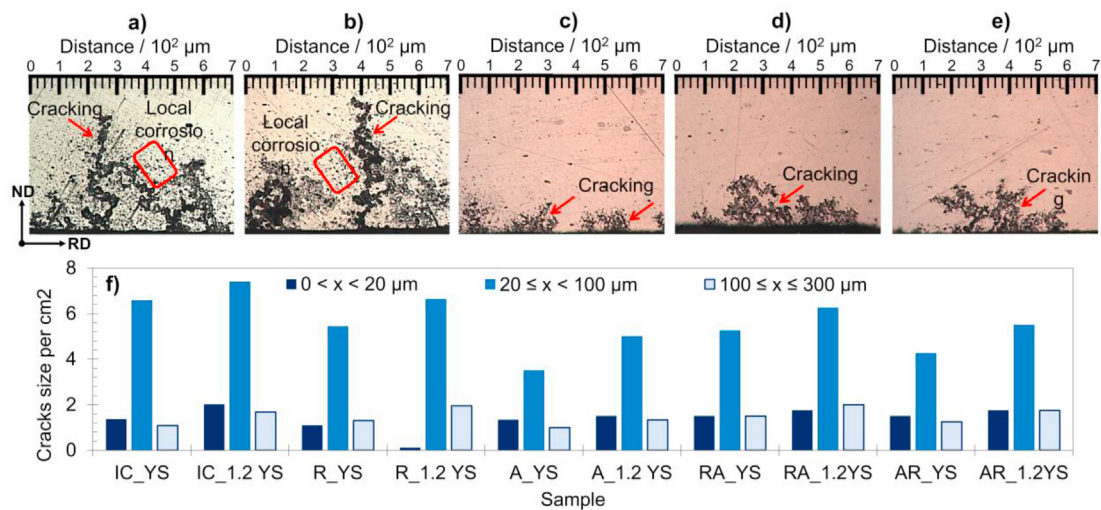 a) b) c) d) e)
Distance / 10² µm Distance / 10² µm Distance / 10² µm Distance / 10² µm Distance / 10² µm
0 1 2 3 4 5 6 7 0 1 2 3 4 5 6 7 0 1 2 3 4 5 6 7 0 1 2 3 4 5 6 7 0 1 2 3 4 5 6 7
Cracking Local
corrosio
n
Local
corrosio
n
Cracking
Cracking
Cracking
Crackin
g
ND
RD
f) 0 < x < 20 µm 20 ≤ x < 100 µm 100 ≤ x ≤ 300 µm
Cracks size per cm2
8
6
4
2
0
IC_YS IC_1.2 YS R_YS R_1.2 YS A_YS A_1.2 YS RA_YS RA_1.2YS AR_YS AR_1.2YS
Sample